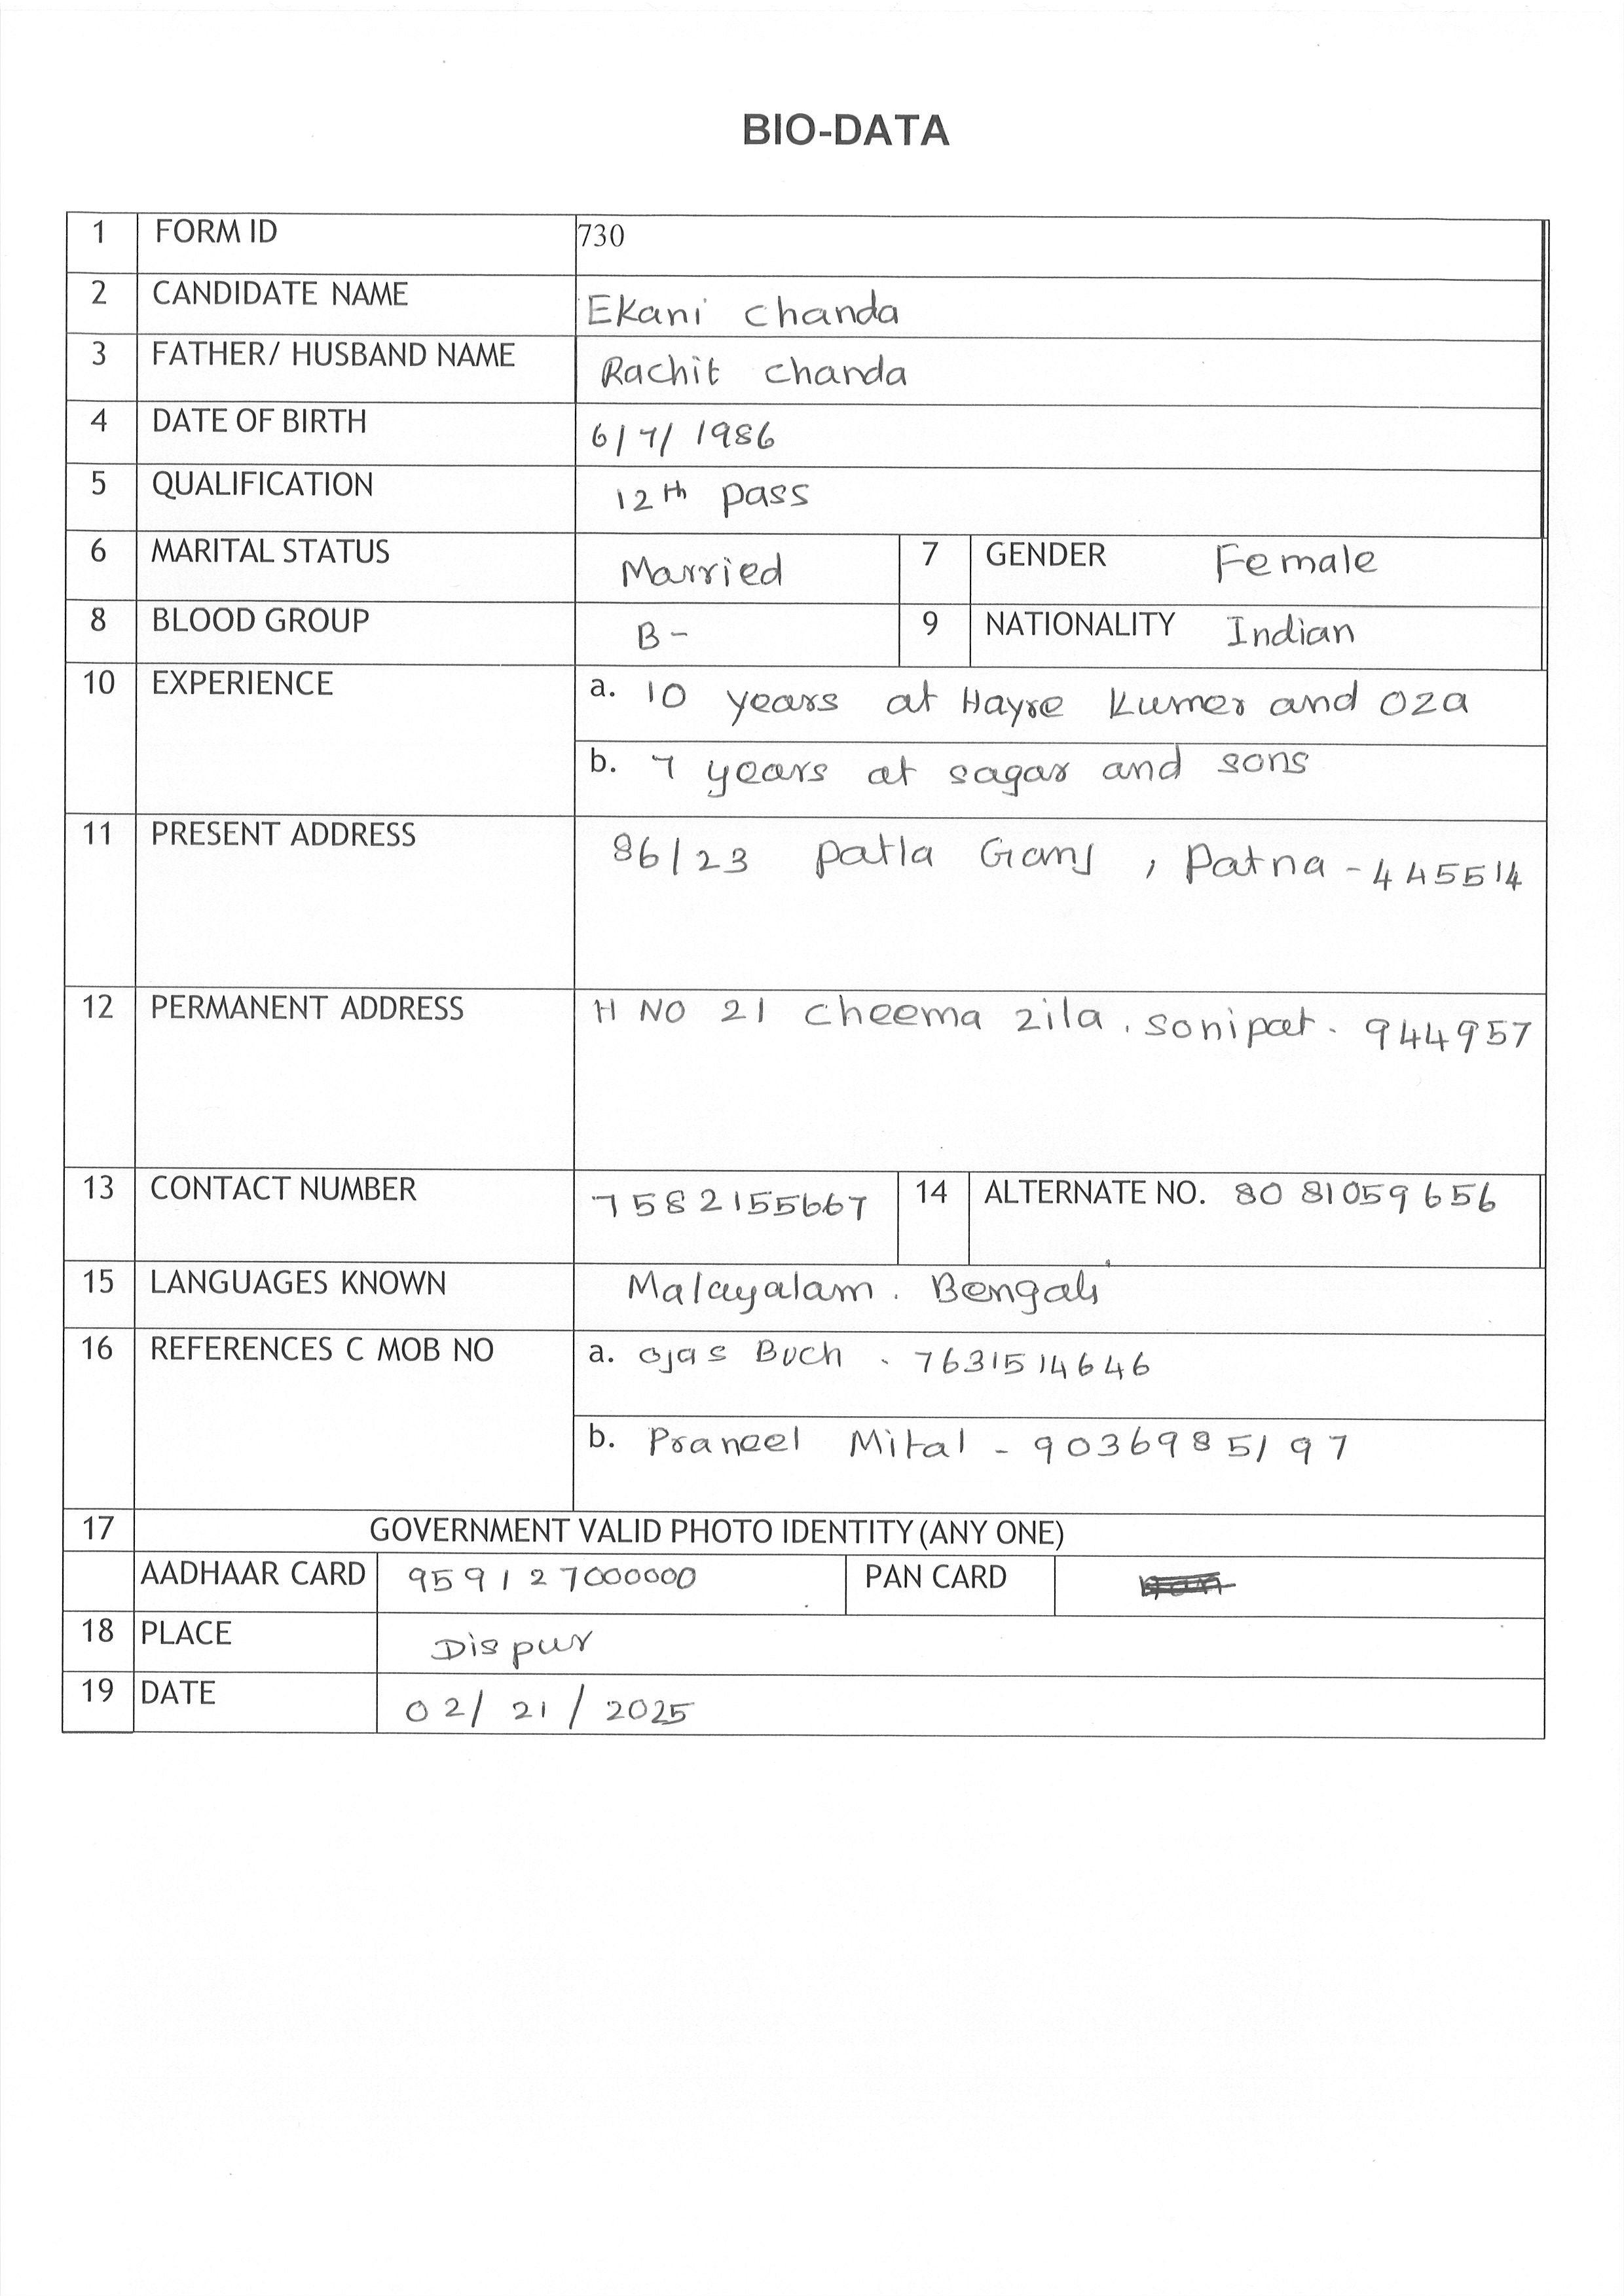 BIO-DATA
1 FORM ID 730
2 CANDIDATE NAME Ekani Chanda
3 FATHER/ HUSBAND NAME Rachit Chanda
4 DATE OF BIRTH 6/7/1986
5 QUALIFICATION 12th pass
6 MARITAL STATUS Married 7 GENDER Female
8 BLOOD GROUP B- 9 NATIONALITY Indian
10 EXPERIENCE a. 10 years at Hayre Kumer and Oza
b. 7 years at sagar and sons
11 PRESENT ADDRESS 86/23 Patla Ganj, Patna - 445514
12 PERMANENT ADDRESS H NO 21 Cheema zila. Sonipat. 944957
13 CONTACT NUMBER 7582155667 14 ALTERNATE NO. 8081059656
15 LANGUAGES KNOWN Malayalam. Bengali
16 REFERENCES C MOB NO a. Ojas Buch - 7631514646
b. Praneel Mital - 9036985197
17 GOVERNMENT VALID PHOTO IDENTITY (ANY ONE)
AADHAAR CARD 959127000000 PAN CARD
18 PLACE Dispur
19 DATE 02/21/2025